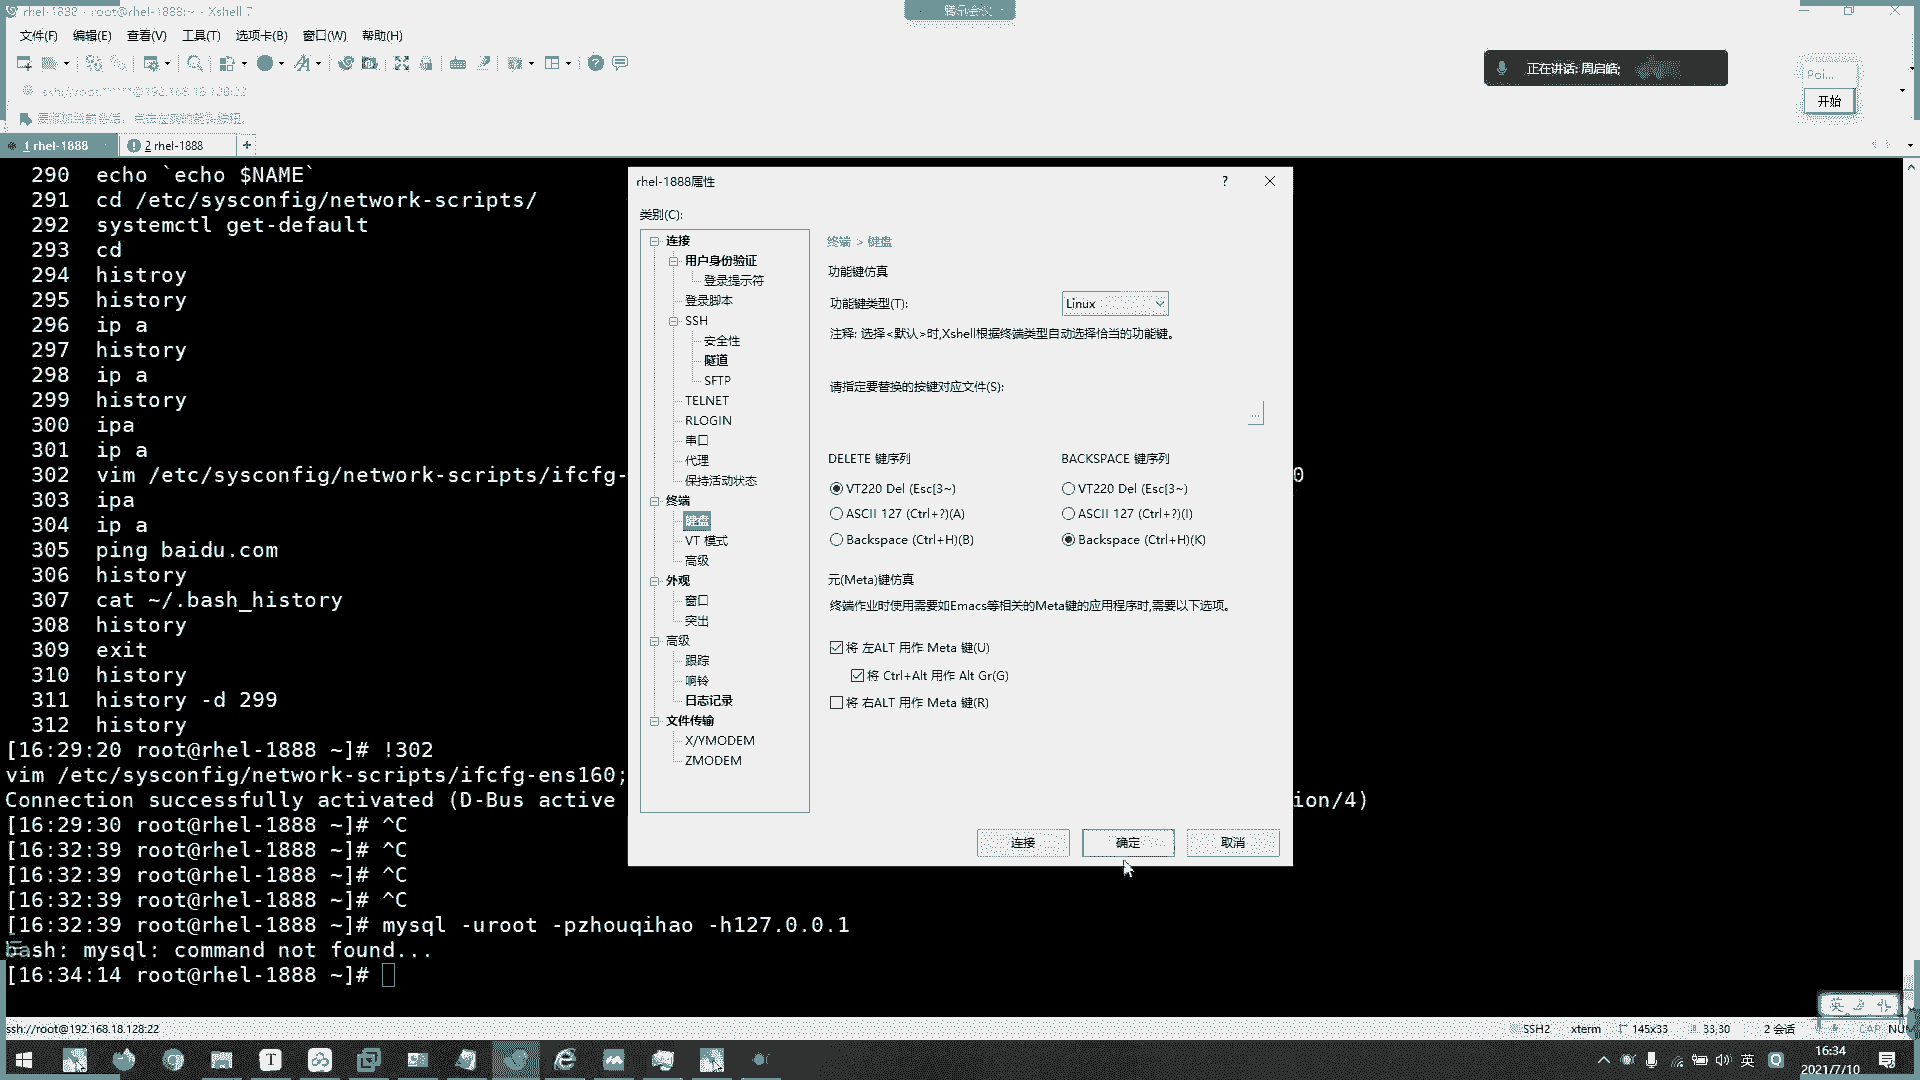 rhel-1888 - root@rhel-1888:~ - Xshell 7
腾讯会议
文件(F) 编辑(E) 查看(V) 工具(T) 选项卡(B) 窗口(W) 帮助(H)
正在讲话: 周启皓;
Poi...
开始
1 rhel-1888
2 rhel-1888
+
290 echo `echo $NAME`
291 cd /etc/sysconfig/network-scripts/
292 systemctl get-default
293 cd
294 histroy
295 history
296 ip a
297 history
298 ip a
299 history
300 ipa
301 ip a
302 vim /etc/sysconfig/network-scripts/ifcfg-
0
303 ipa
304 ip a
305 ping baidu.com
306 history
307 cat ~/.bash_history
308 history
309 exit
310 history
311 history -d 299
312 history
[16:29:20 root@rhel-1888 ~]# !302
vim /etc/sysconfig/network-scripts/ifcfg-ens160;
Connection successfully activated (D-Bus active
ion/4)
[16:29:30 root@rhel-1888 ~]# ^C
[16:32:39 root@rhel-1888 ~]# ^C
[16:32:39 root@rhel-1888 ~]# ^C
[16:32:39 root@rhel-1888 ~]# ^C
[16:32:39 root@rhel-1888 ~]# mysql -uroot -pzhouqihao -h127.0.0.1
bash: mysql: command not found...
[16:34:14 root@rhel-1888 ~]#
rhel-1888属性
?
类别(C):
连接
用户身份验证
登录提示符
登录脚本
SSH
安全性
隧道
SFTP
TELNET
RLOGIN
串口
代理
保持活动状态
终端
键盘
VT 模式
高级
外观
窗口
突出
高级
跟踪
响铃
日志记录
文件传输
X/YMODEM
ZMODEM
终端 > 键盘
功能键仿真
功能键类型(T):
Linux
注释: 选择<默认>时,Xshell根据终端类型自动选择恰当的功能键。
请指定要替换的按键对应文件(S):
...
DELETE 键序列
BACKSPACE 键序列
VT220 Del (Esc[3~)
VT220 Del (Esc[3~)
ASCII 127 (Ctrl+?)(A)
ASCII 127 (Ctrl+?)(I)
Backspace (Ctrl+H)(B)
Backspace (Ctrl+H)(K)
元(Meta)键仿真
终端作业时使用需要如Emacs等相关的Meta键的应用程序时,需要以下选项。
将 左ALT 用作 Meta 键(U)
将 Ctrl+Alt 用作 Alt Gr(G)
将 右ALT 用作 Meta 键(R)
连接
确定
取消
英
ssh://root@192.168.18.128:22
SSH2
xterm
145x33
33,30
2 会话
CAP
NUM
英
16:34
2021/7/10